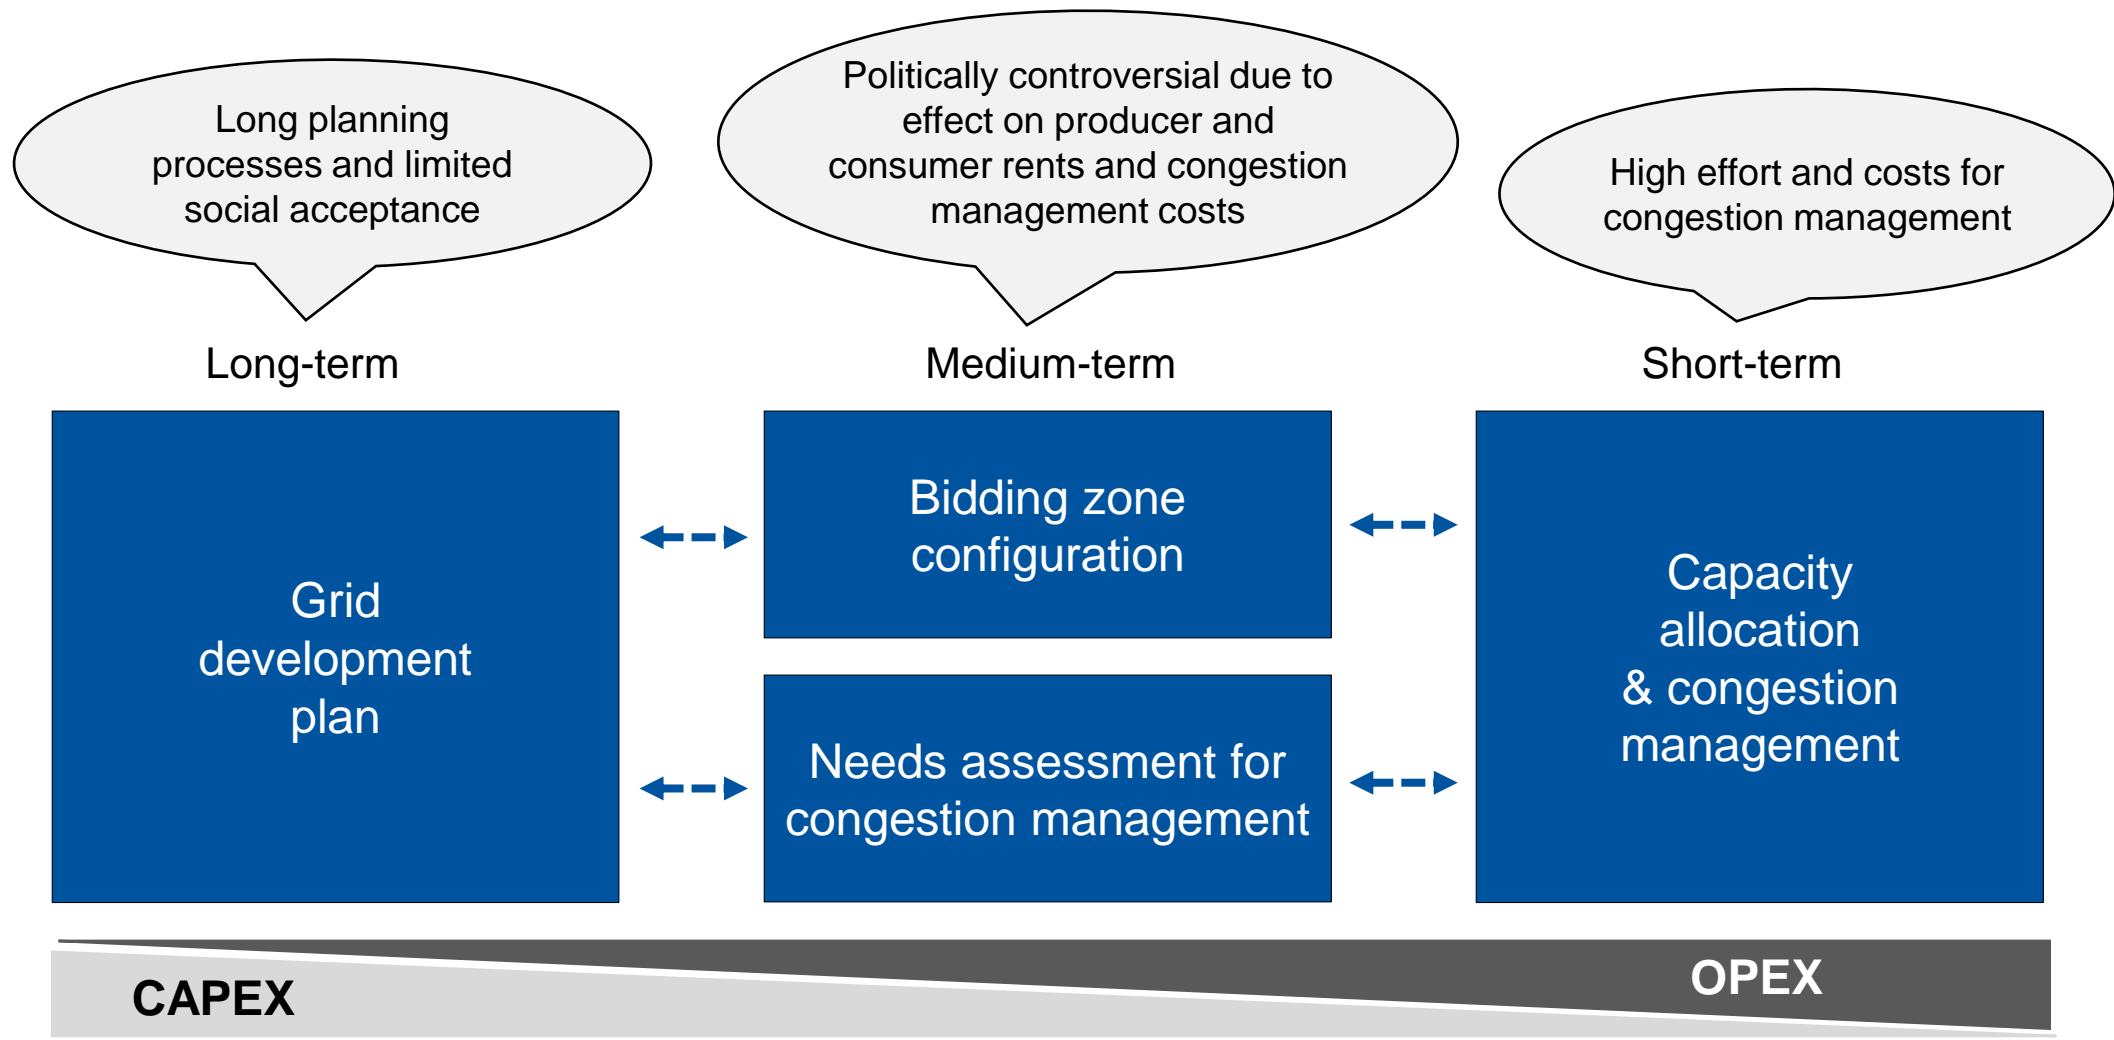 Long planning
processes and limited
social acceptance
Politically controversial due to
effect on producer and
consumer rents and congestion
management costs
High effort and costs for
congestion management
Long-term
Medium-term
Short-term
Grid
development
plan
Bidding zone
configuration
Needs assessment for
congestion management
Capacity
allocation
& congestion
management
CAPEX
OPEX